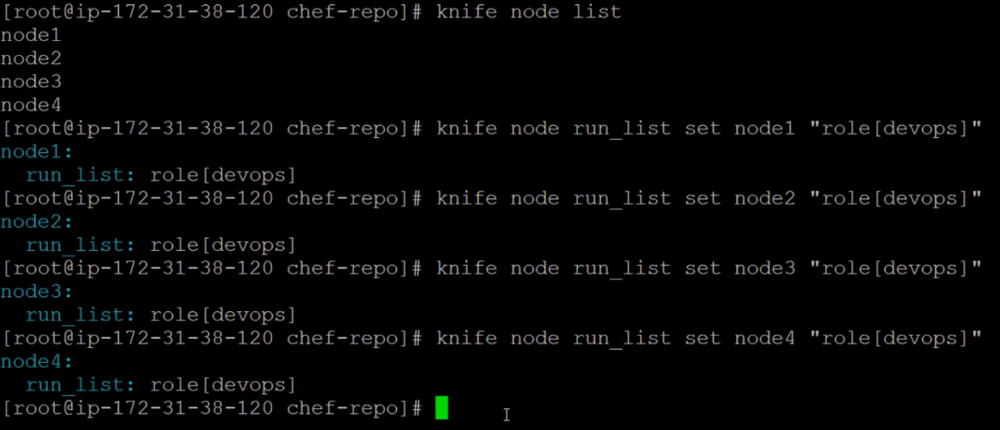 [root@ip-172-31-38-120 chef-repo]# knife node list
node1
node2
node3
node4
[root@ip-172-31-38-120 chef-repo]# knife node run_list set node1 "role[devops]"
node1:
  run_list: role[devops]
[root@ip-172-31-38-120 chef-repo]# knife node run_list set node2 "role[devops]"
node2:
  run_list: role[devops]
[root@ip-172-31-38-120 chef-repo]# knife node run_list set node3 "role[devops]"
node3:
  run_list: role[devops]
[root@ip-172-31-38-120 chef-repo]# knife node run_list set node4 "role[devops]"
node4:
  run_list: role[devops]
[root@ip-172-31-38-120 chef-repo]#